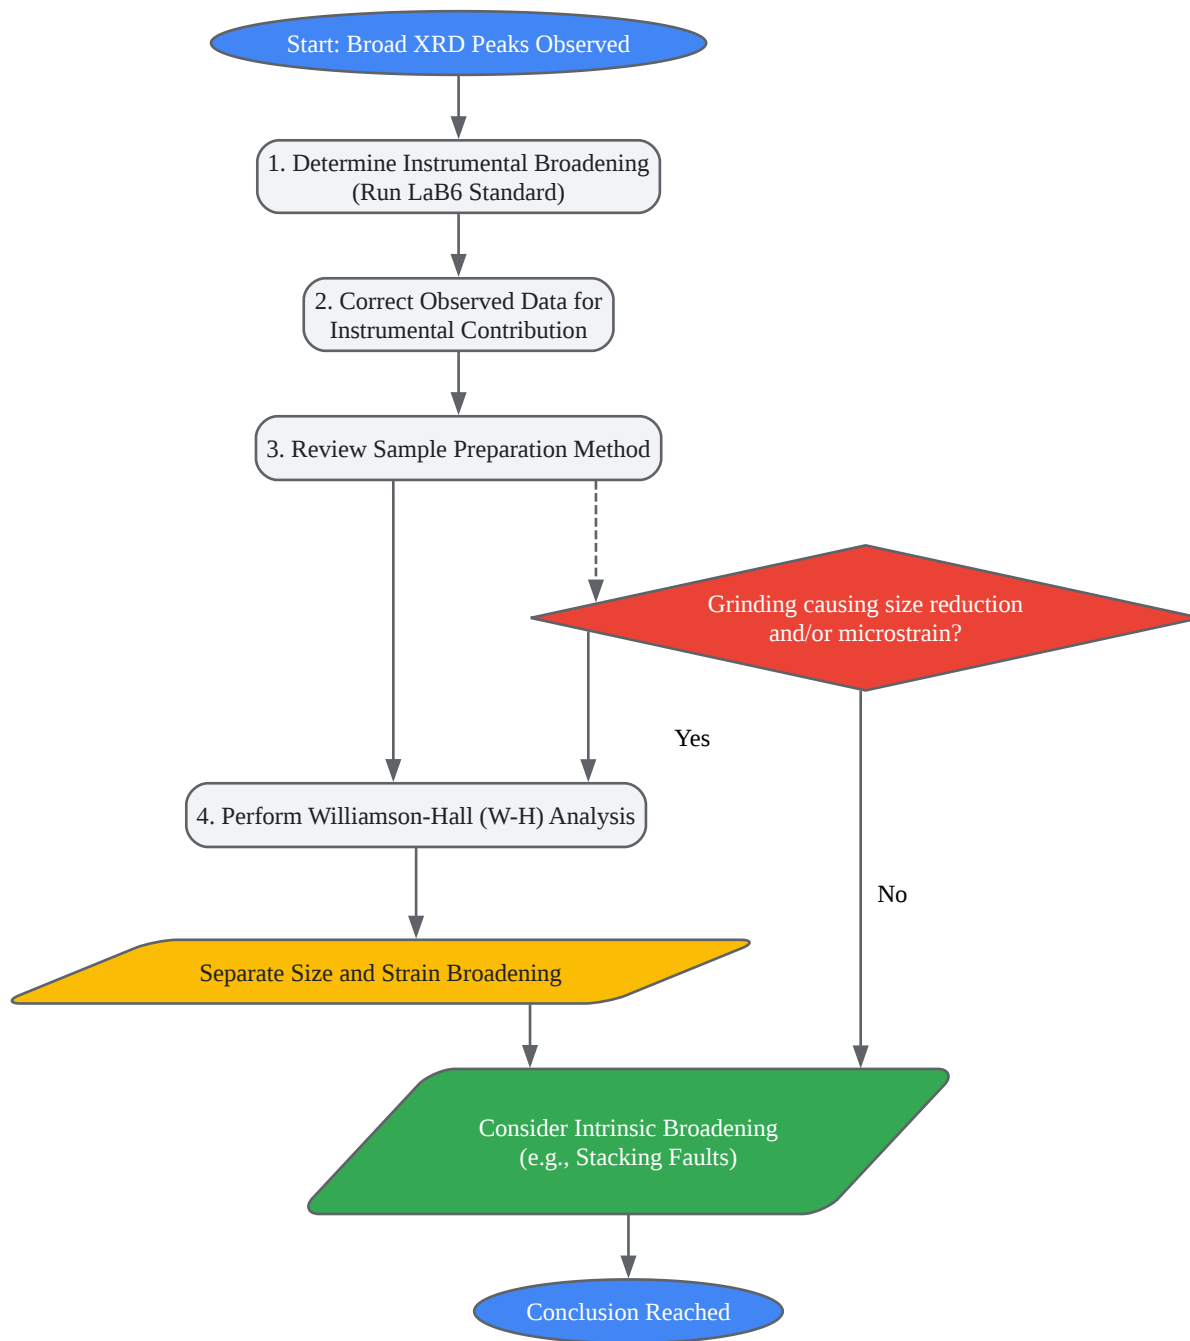 Start: Broad XRD Peaks Observed
1. Determine Instrumental Broadening
(Run LaB6 Standard)
2. Correct Observed Data for
Instrumental Contribution
3. Review Sample Preparation Method
Grinding causing size reduction
and/or microstrain?
Yes
4. Perform Williamson-Hall (W-H) Analysis
No
Separate Size and Strain Broadening
Consider Intrinsic Broadening
(e.g., Stacking Faults)
Conclusion Reached